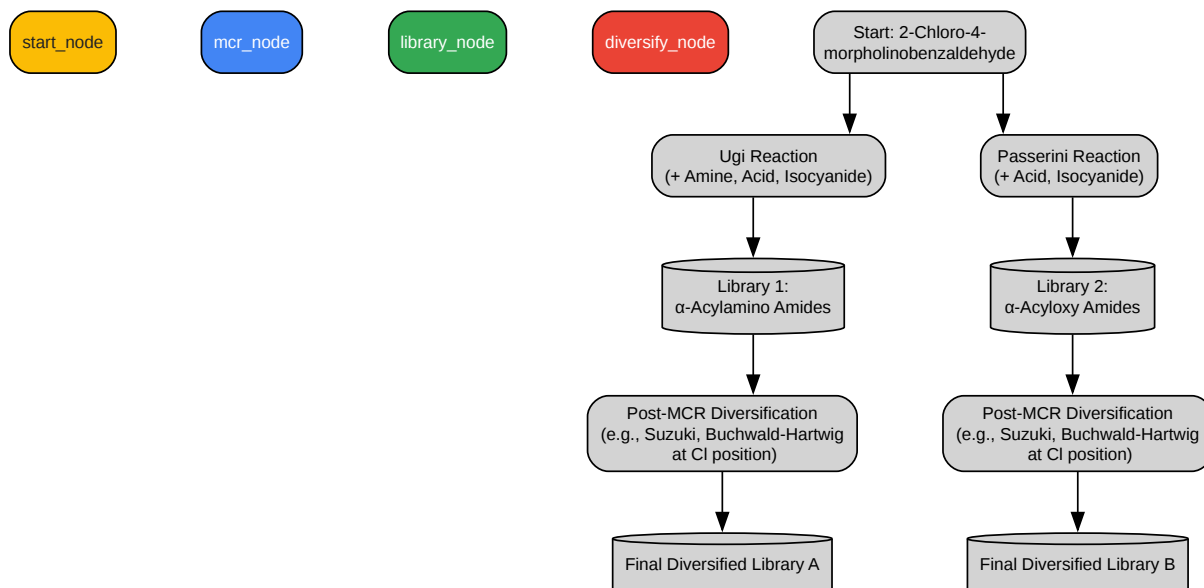 start_node
mcr_node
library_node
diversify_node
Start: 2-Chloro-4-
morpholinobenzaldehyde
Ugi Reaction
(+ Amine, Acid, Isocyanide)
Passerini Reaction
(+ Acid, Isocyanide)
Library 1:
α-Acylamino Amides
Library 2:
α-Acyloxy Amides
Post-MCR Diversification
(e.g., Suzuki, Buchwald-Hartwig
at Cl position)
Post-MCR Diversification
(e.g., Suzuki, Buchwald-Hartwig
at Cl position)
Final Diversified Library A
Final Diversified Library B